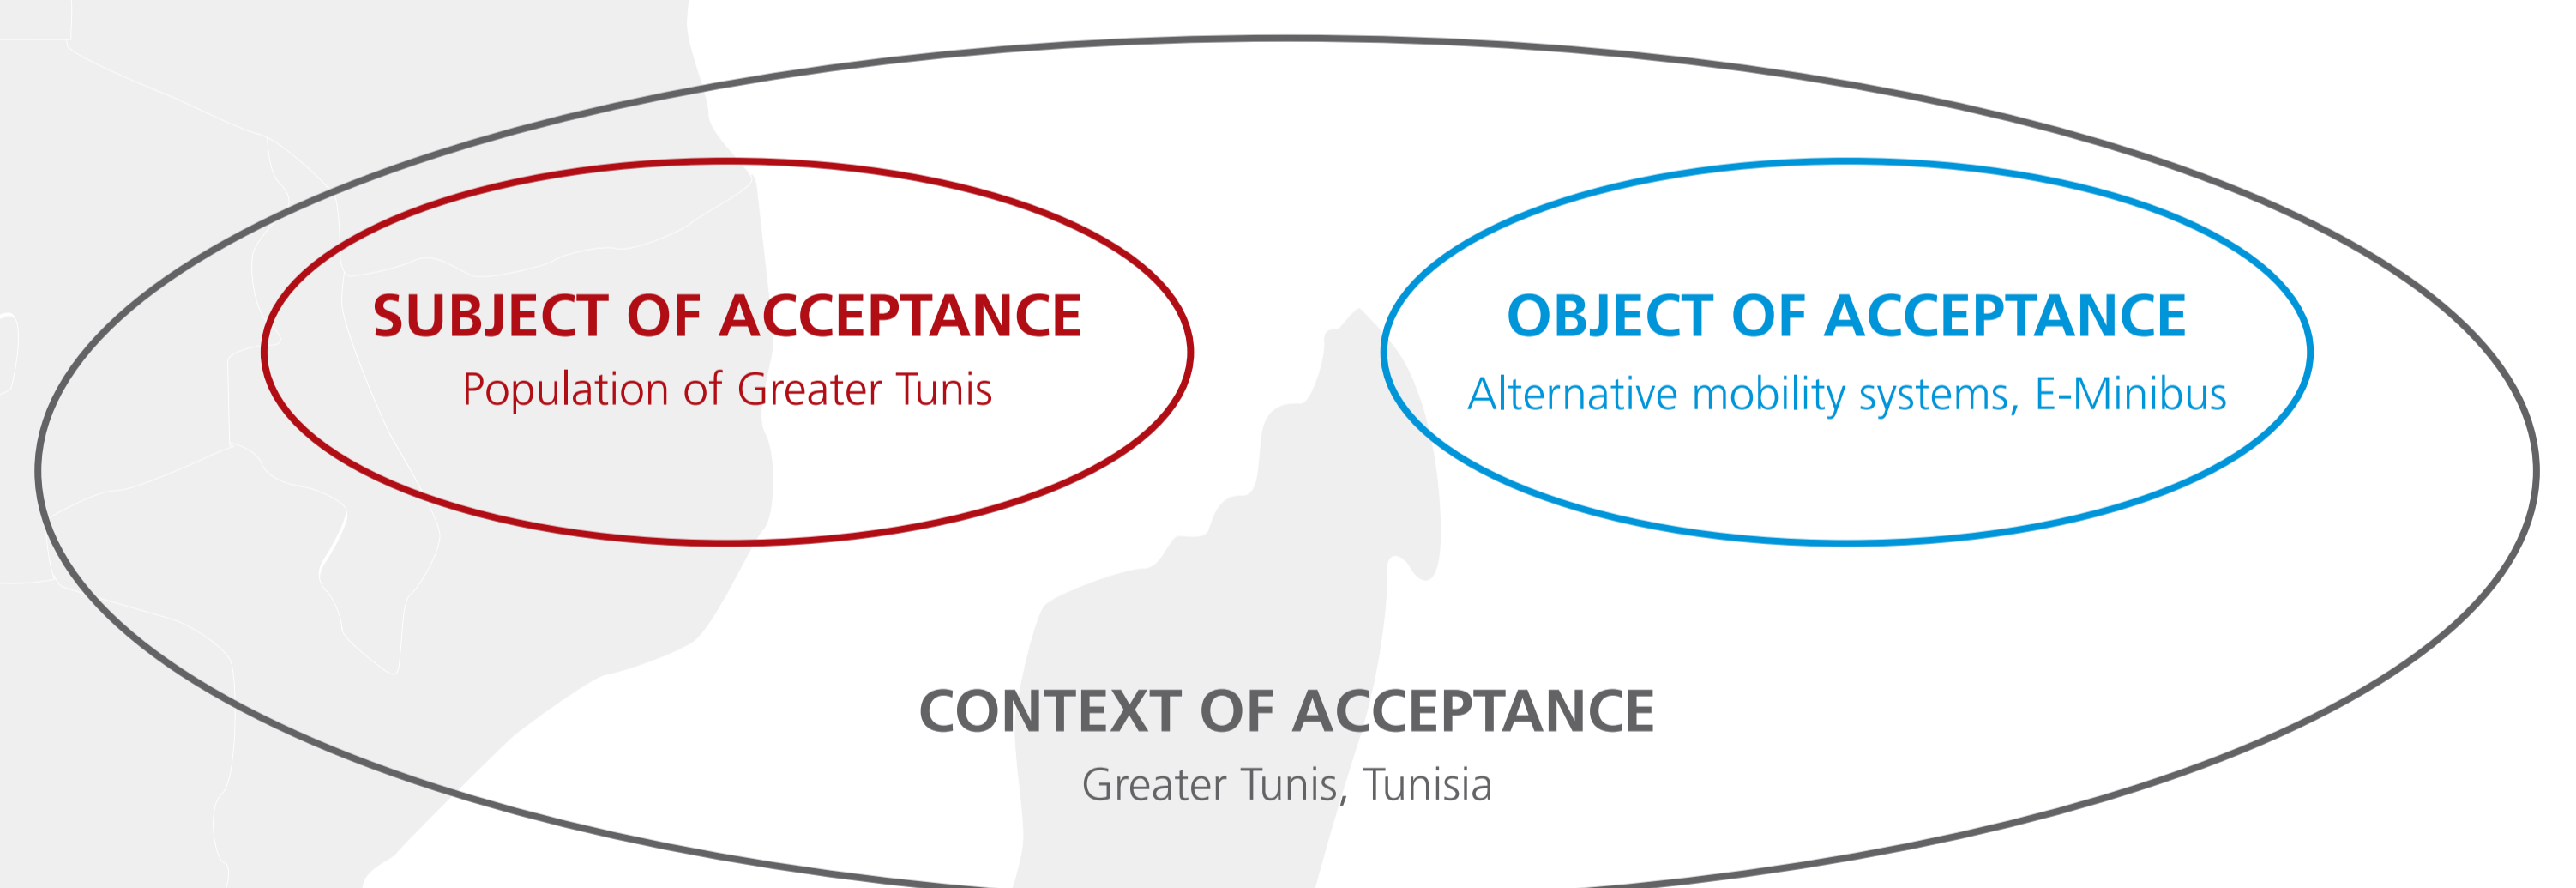 SUBJECT OF ACCEPTANCE
Population of Greater Tunis
OBJECT OF ACCEPTANCE
Alternative mobility systems, E-Minibus
CONTEXT OF ACCEPTANCE
Greater Tunis, Tunisia